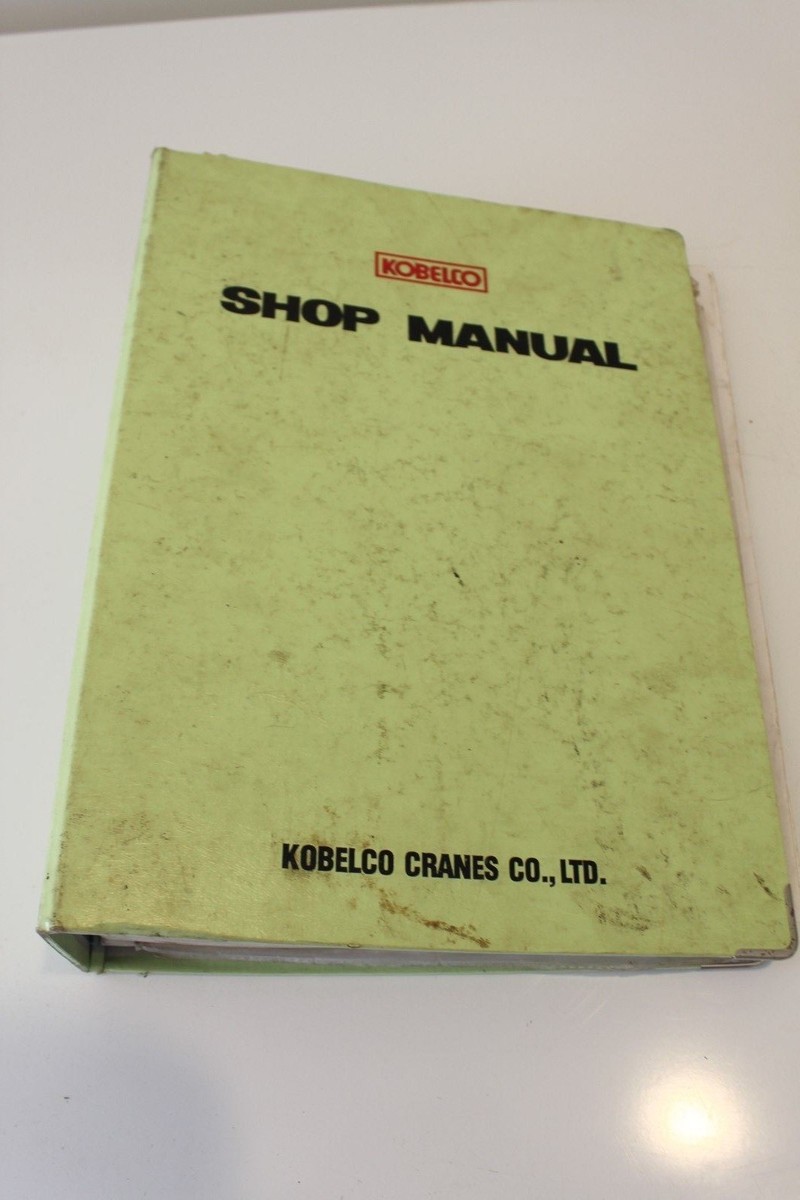 KOBELCO
SHOP MANUAL
KOBELCO CRANES CO., LTD.